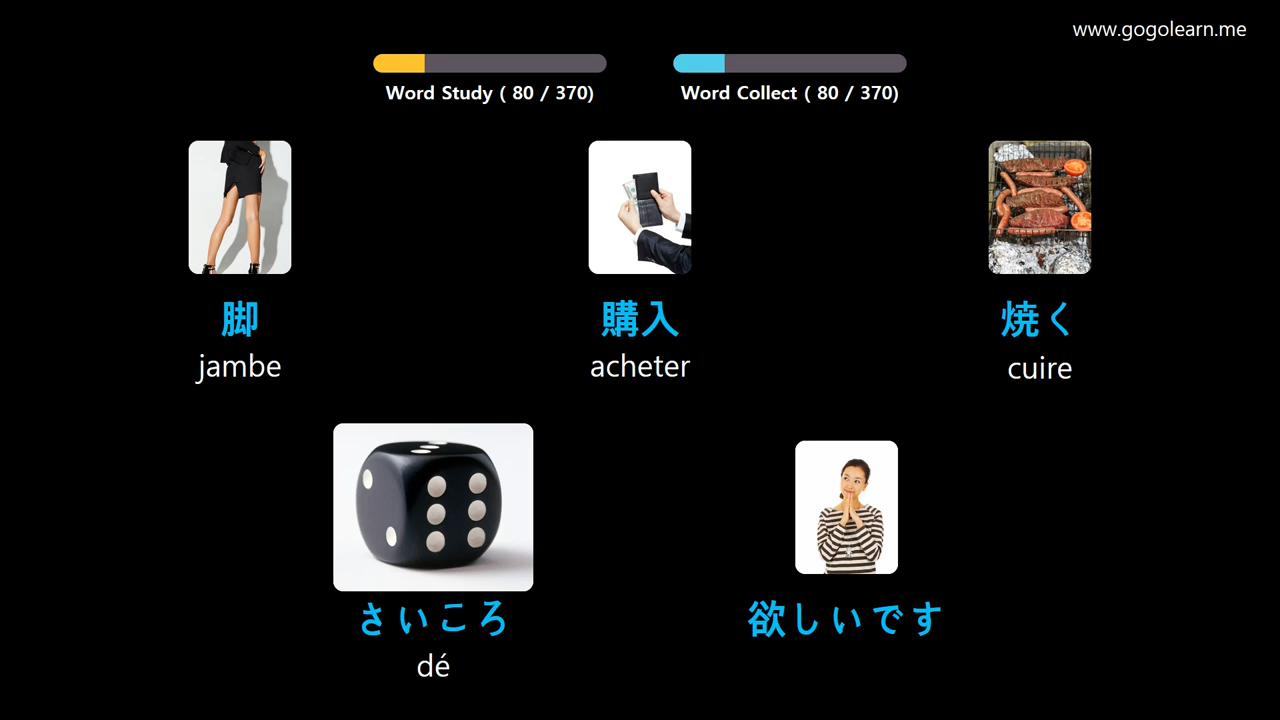 www.gogolearn.me
Word Study ( 80 / 370)
Word Collect ( 80 / 370)
脚
jambe
購入
acheter
焼く
cuire
さいころ
dé
欲しいです